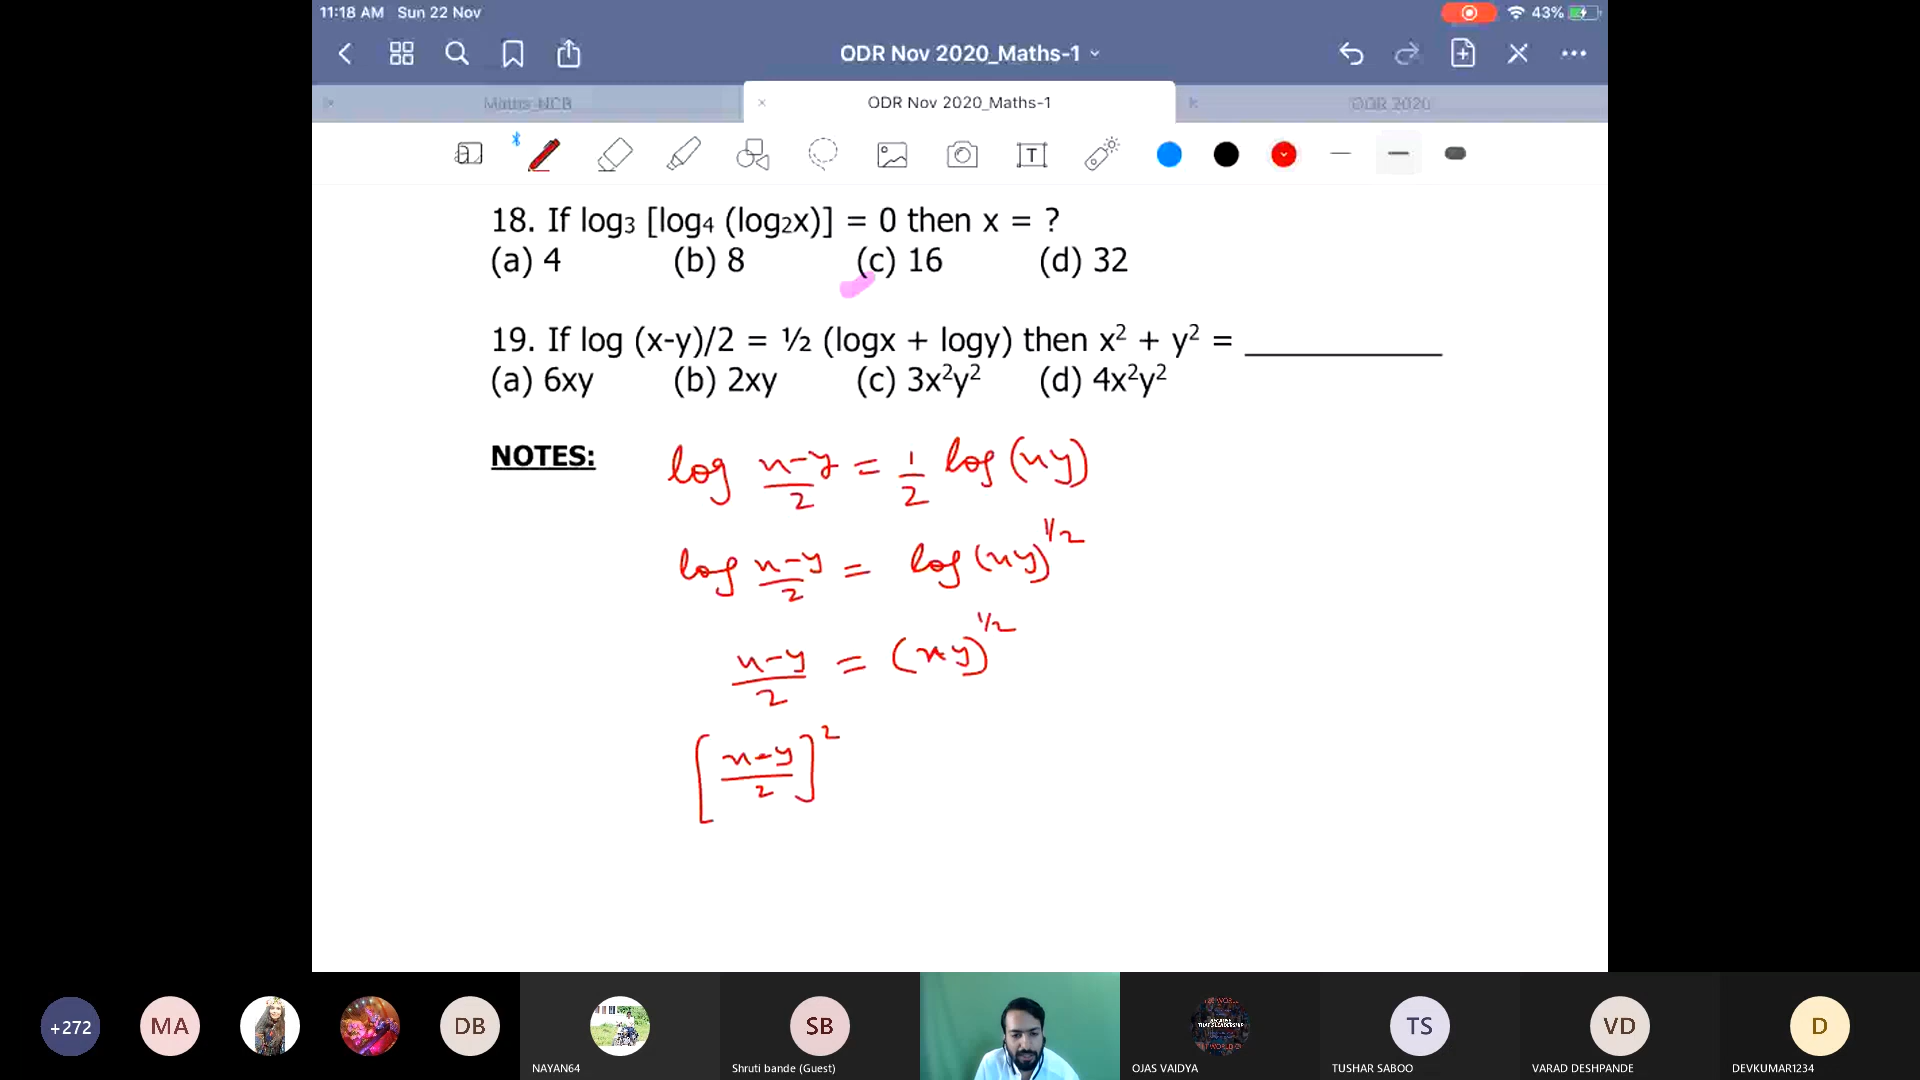 11:18 AM Sun 22 Nov
43%
ODR Nov 2020_Maths-1
Maths_NCB
ODR Nov 2020_Maths-1
ODR 2020
18. If log₃ [log₄ (log₂x)] = 0 then x = ?
(a) 4 (b) 8 (c) 16 (d) 32
19. If log (x-y)/2 = ½ (logx + logy) then x² + y² = ____________
(a) 6xy (b) 2xy (c) 3x²y² (d) 4x²y²
NOTES:
log x-y/2 = 1/2 log (xy)
log x-y/2 = log (xy)^1/2
x-y/2 = (xy)^1/2
[x-y/2]²
+272
MA
DB
NAYAN64
SB
Shruti bande (Guest)
OJAS VAIDYA
TS
TUSHAR SABOO
VD
VARAD DESHPANDE
D
DEVKUMAR1234